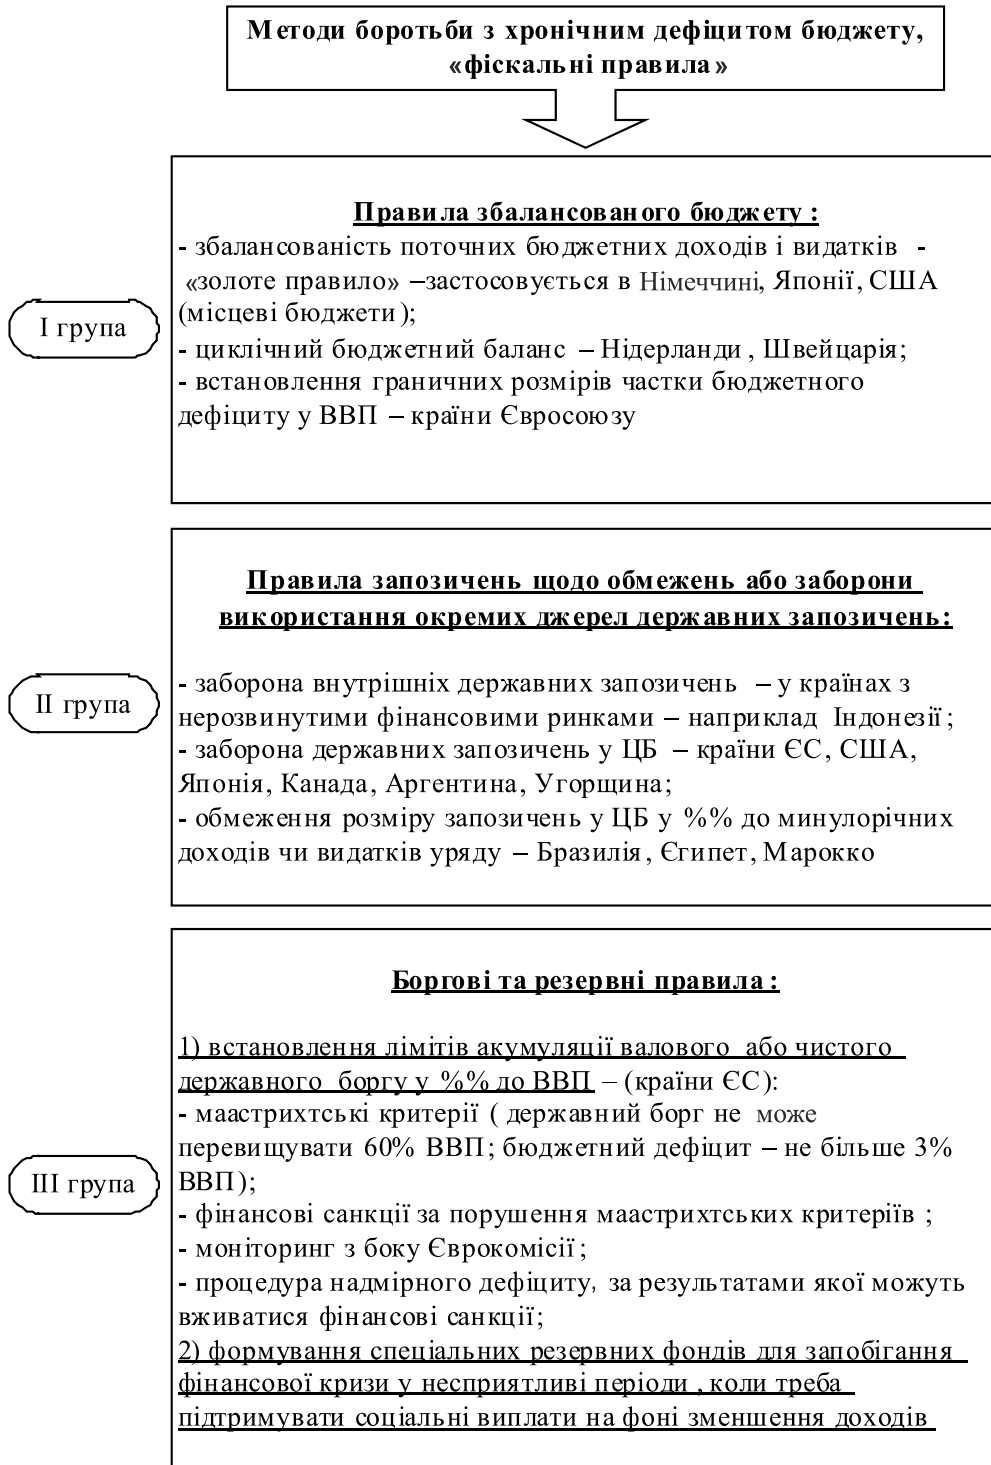 Методи боротьби з хронічним дефіцитом бюджету,
«фіскальні правила»
Правила збалансованого бюджету:
- збалансованість поточних бюджетних доходів і видатків -
«золоте правило» –застосовується в Німеччині, Японії, США
(місцеві бюджети);
- циклічний бюджетний баланс – Нідерланди, Швейцарія;
- встановлення граничних розмірів частки бюджетного
дефіциту у ВВП – країни Євросоюзу
І група
Правила запозичень щодо обмежень або заборони
використання окремих джерел державних запозичень:
- заборона внутрішніх державних запозичень – у країнах з
нерозвинутими фінансовими ринками – наприклад Індонезії;
- заборона державних запозичень у ЦБ – країни ЄС, США,
Японія, Канада, Аргентина, Угорщина;
- обмеження розміру запозичень у ЦБ у %% до минулорічних
доходів чи видатків уряду – Бразилія, Єгипет, Марокко
ІІ група
Боргові та резервні правила:
1) встановлення лімітів акумуляції валового або чистого
державного боргу у %% до ВВП – (країни ЄС):
- маастрихтські критерії ( державний борг не може
перевищувати 60% ВВП; бюджетний дефіцит – не більше 3%
ВВП);
- фінансові санкції за порушення маастрихтських критеріїв ;
- моніторинг з боку Єврокомісії;
- процедура надмірного дефіциту, за результатами якої можуть
вживатися фінансові санкції;
2) формування спеціальних резервних фондів для запобігання
фінансової кризи у несприятливі періоди, коли треба
підтримувати соціальні виплати на фоні зменшення доходів
ІІІ група